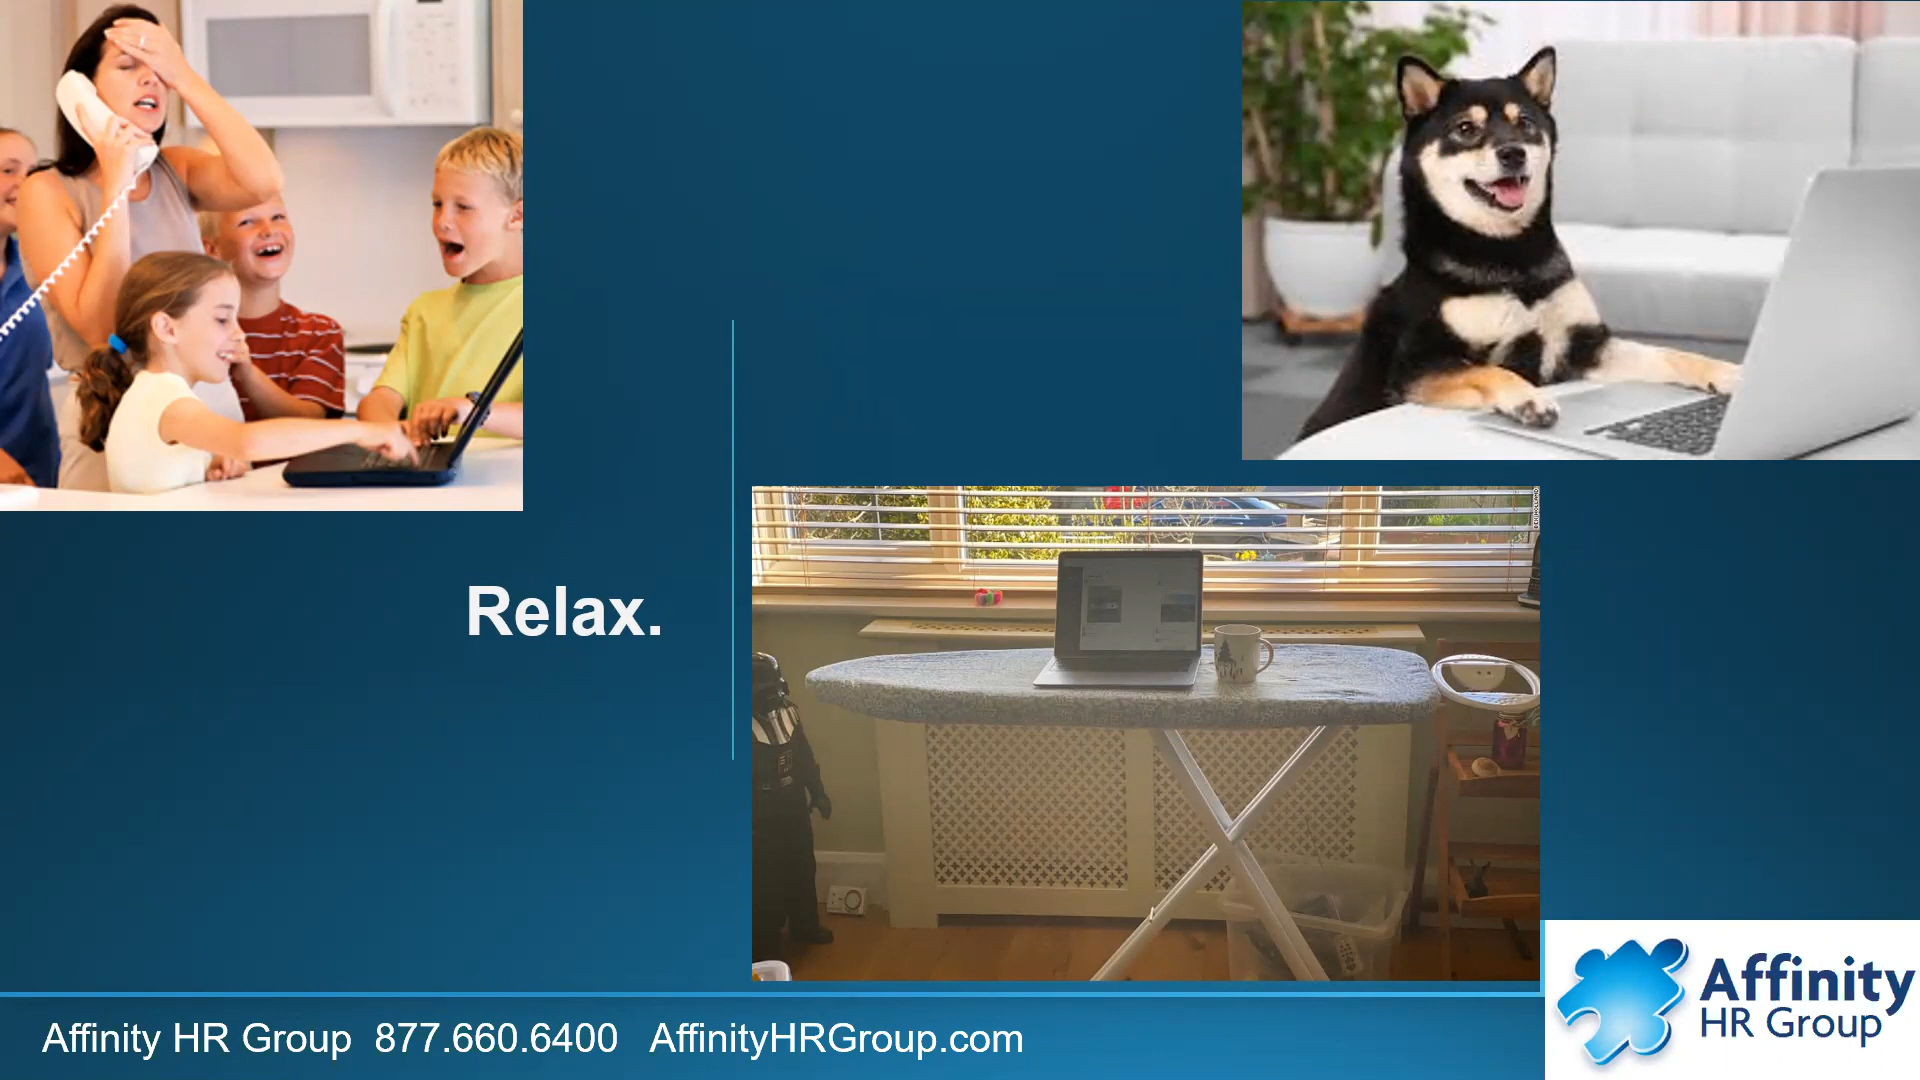 Relax.
Affinity HR Group 877.660.6400 AffinityHRGroup.com
Affinity
HR Group